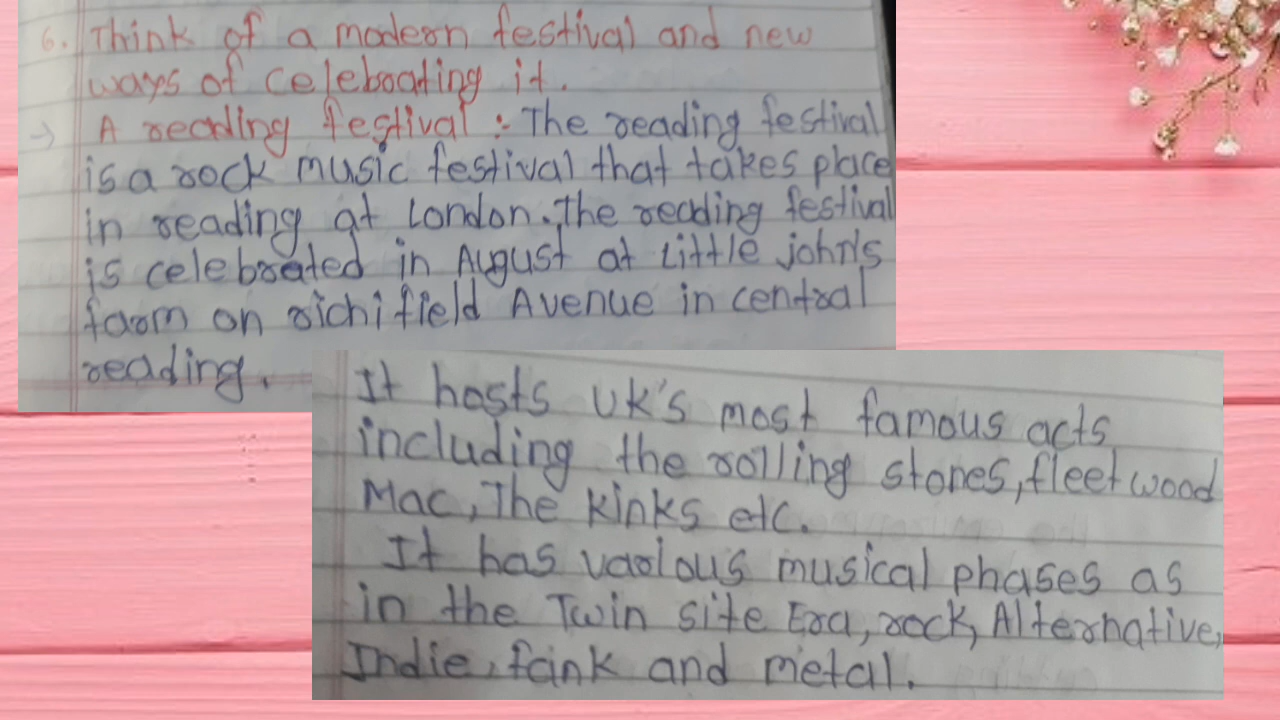 6. Think of a modern festival and new
ways of celebrating it.
→ A reading festival :- The reading festival
is a rock music festival that takes place
in reading at London. The reading festival
is celebrated in August at Little john's
farm on richifield Avenue in central
reading.
It hosts UK's most famous acts
including the rolling stones, fleet wood
Mac, The Kinks etc.
It has various musical phases as
in the Twin site Era, rock, Alternative,
Indie, fank and metal.